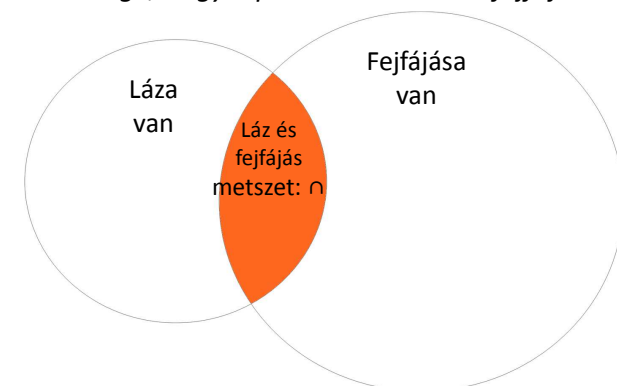 Fejfájása
van
Láza
van
Láz és
fejfájás
metszet: ∩